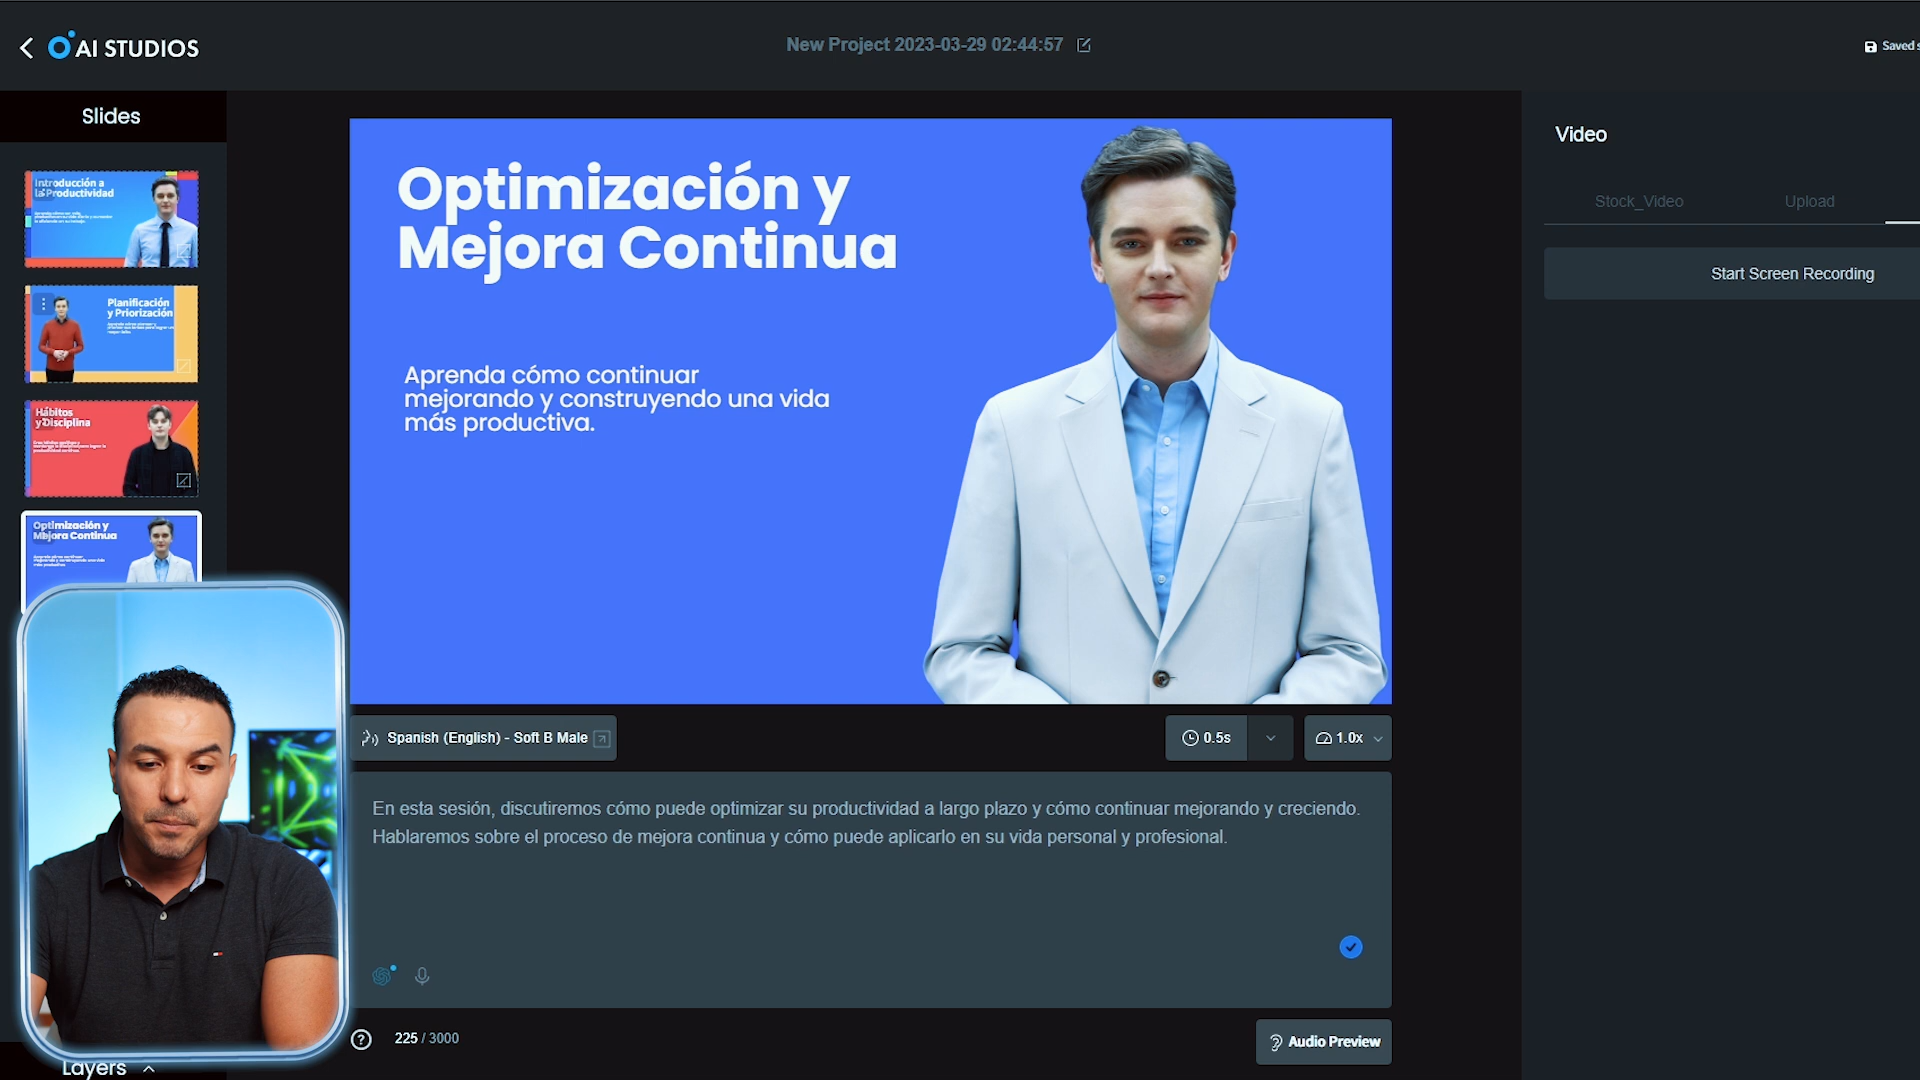 AI STUDIOS
New Project 2023-03-29 02:44:57
Saved
Slides
Introducción a
la Productividad
Planificación
y Priorización
Hábitos
y Disciplina
Optimización y
Mejora Continua
Optimización y
Mejora Continua
Aprenda cómo continuar
mejorando y construyendo una vida
más productiva.
Video
Stock_Video
Upload
Start Screen Recording
Spanish (English) - Soft B Male
0.5s
1.0x
En esta sesión, discutiremos cómo puede optimizar su productividad a largo plazo y cómo continuar mejorando y creciendo.
Hablaremos sobre el proceso de mejora continua y cómo puede aplicarlo en su vida personal y profesional.
225 / 3000
Audio Preview
Layers